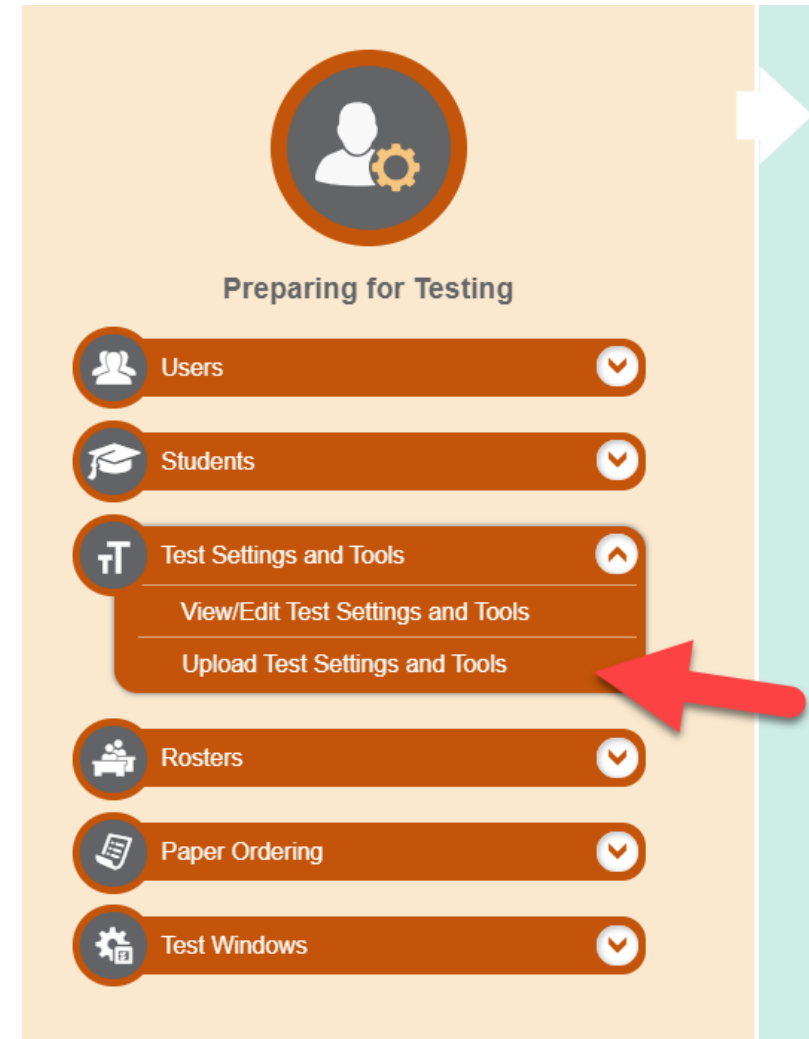 Preparing for Testing
Users
Students
Test Settings and Tools
View/Edit Test Settings and Tools
Upload Test Settings and Tools
Rosters
Paper Ordering
Test Windows